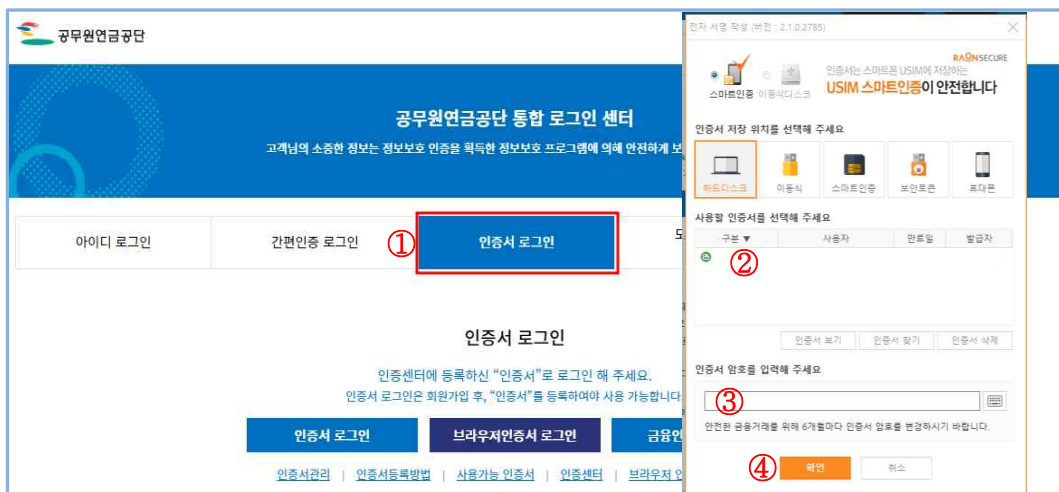 공무원연금공단
공무원연금공단 통합 로그인 센터
고객님의 소중한 정보는 정보보호 인증을 획득한 정보보호 프로그램에 의해 안전하게 보
아이디 로그인
간편인증 로그인
①
인증서 로그인
인증서 로그인
인증센터에 등록하신 “인증서”로 로그인 해 주세요.
인증서 로그인은 회원가입 후, “인증서”를 등록하여야 사용 가능합니다
인증서 로그인
브라우저인증서 로그인
금융인
인증서관리 | 인증서등록방법 | 사용가능 인증서 | 인증센터 | 브라우저 인
전자 서명 작성 (버전 : 2.1.0.2785)
RAONSECURE
인증서는 스마트폰 USIM에 저장하는
USIM 스마트인증이 안전합니다
스마트인증 이동식디스크
인증서 저장 위치를 선택해 주세요
하드디스크 이동식 스마트인증 보안토큰 휴대폰
사용할 인증서를 선택해 주세요
구분 ▼ 사용자 만료일 발급자
②
인증서 보기 인증서 찾기 인증서 삭제
인증서 암호를 입력해 주세요
③
안전한 금융거래를 위해 6개월마다 인증서 암호를 변경하시기 바랍니다.
④ 확인 취소